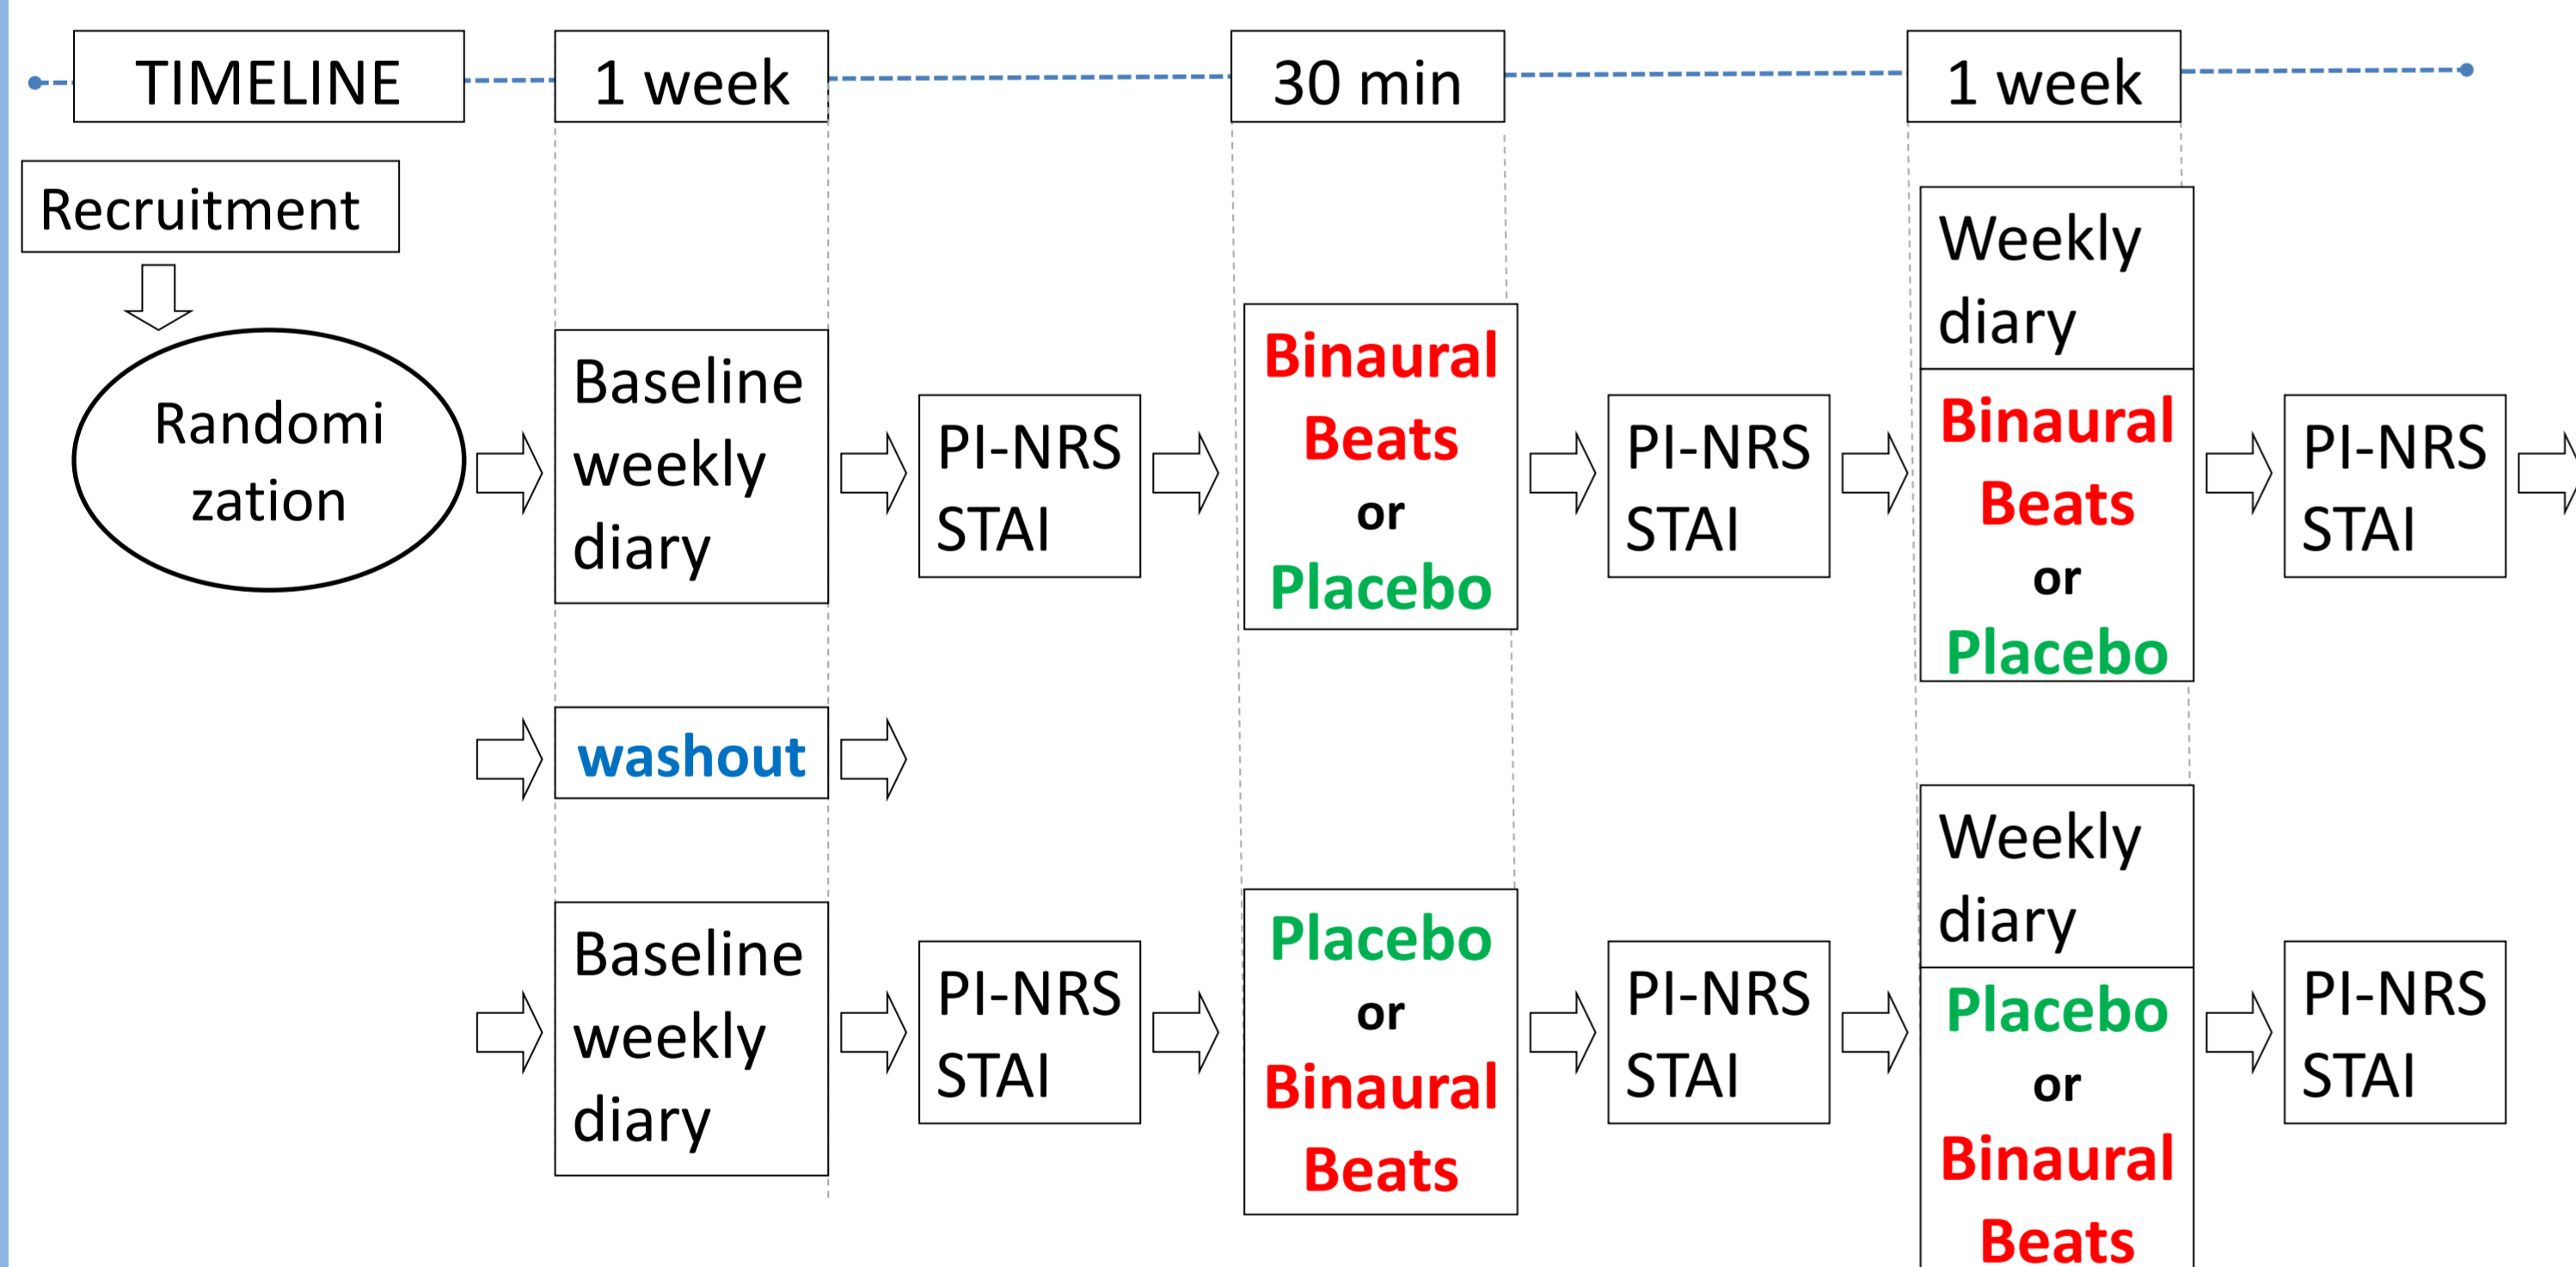 TIMELINE
1 week
30 min
1 week
Recruitment
Randomi
zation
Baseline
weekly
diary
PI-NRS
STAI
Binaural
Beats
or
Placebo
PI-NRS
STAI
Weekly
diary
Binaural
Beats
or
Placebo
PI-NRS
STAI
washout
Baseline
weekly
diary
PI-NRS
STAI
Placebo
or
Binaural
Beats
PI-NRS
STAI
Weekly
diary
Placebo
or
Binaural
Beats
PI-NRS
STAI